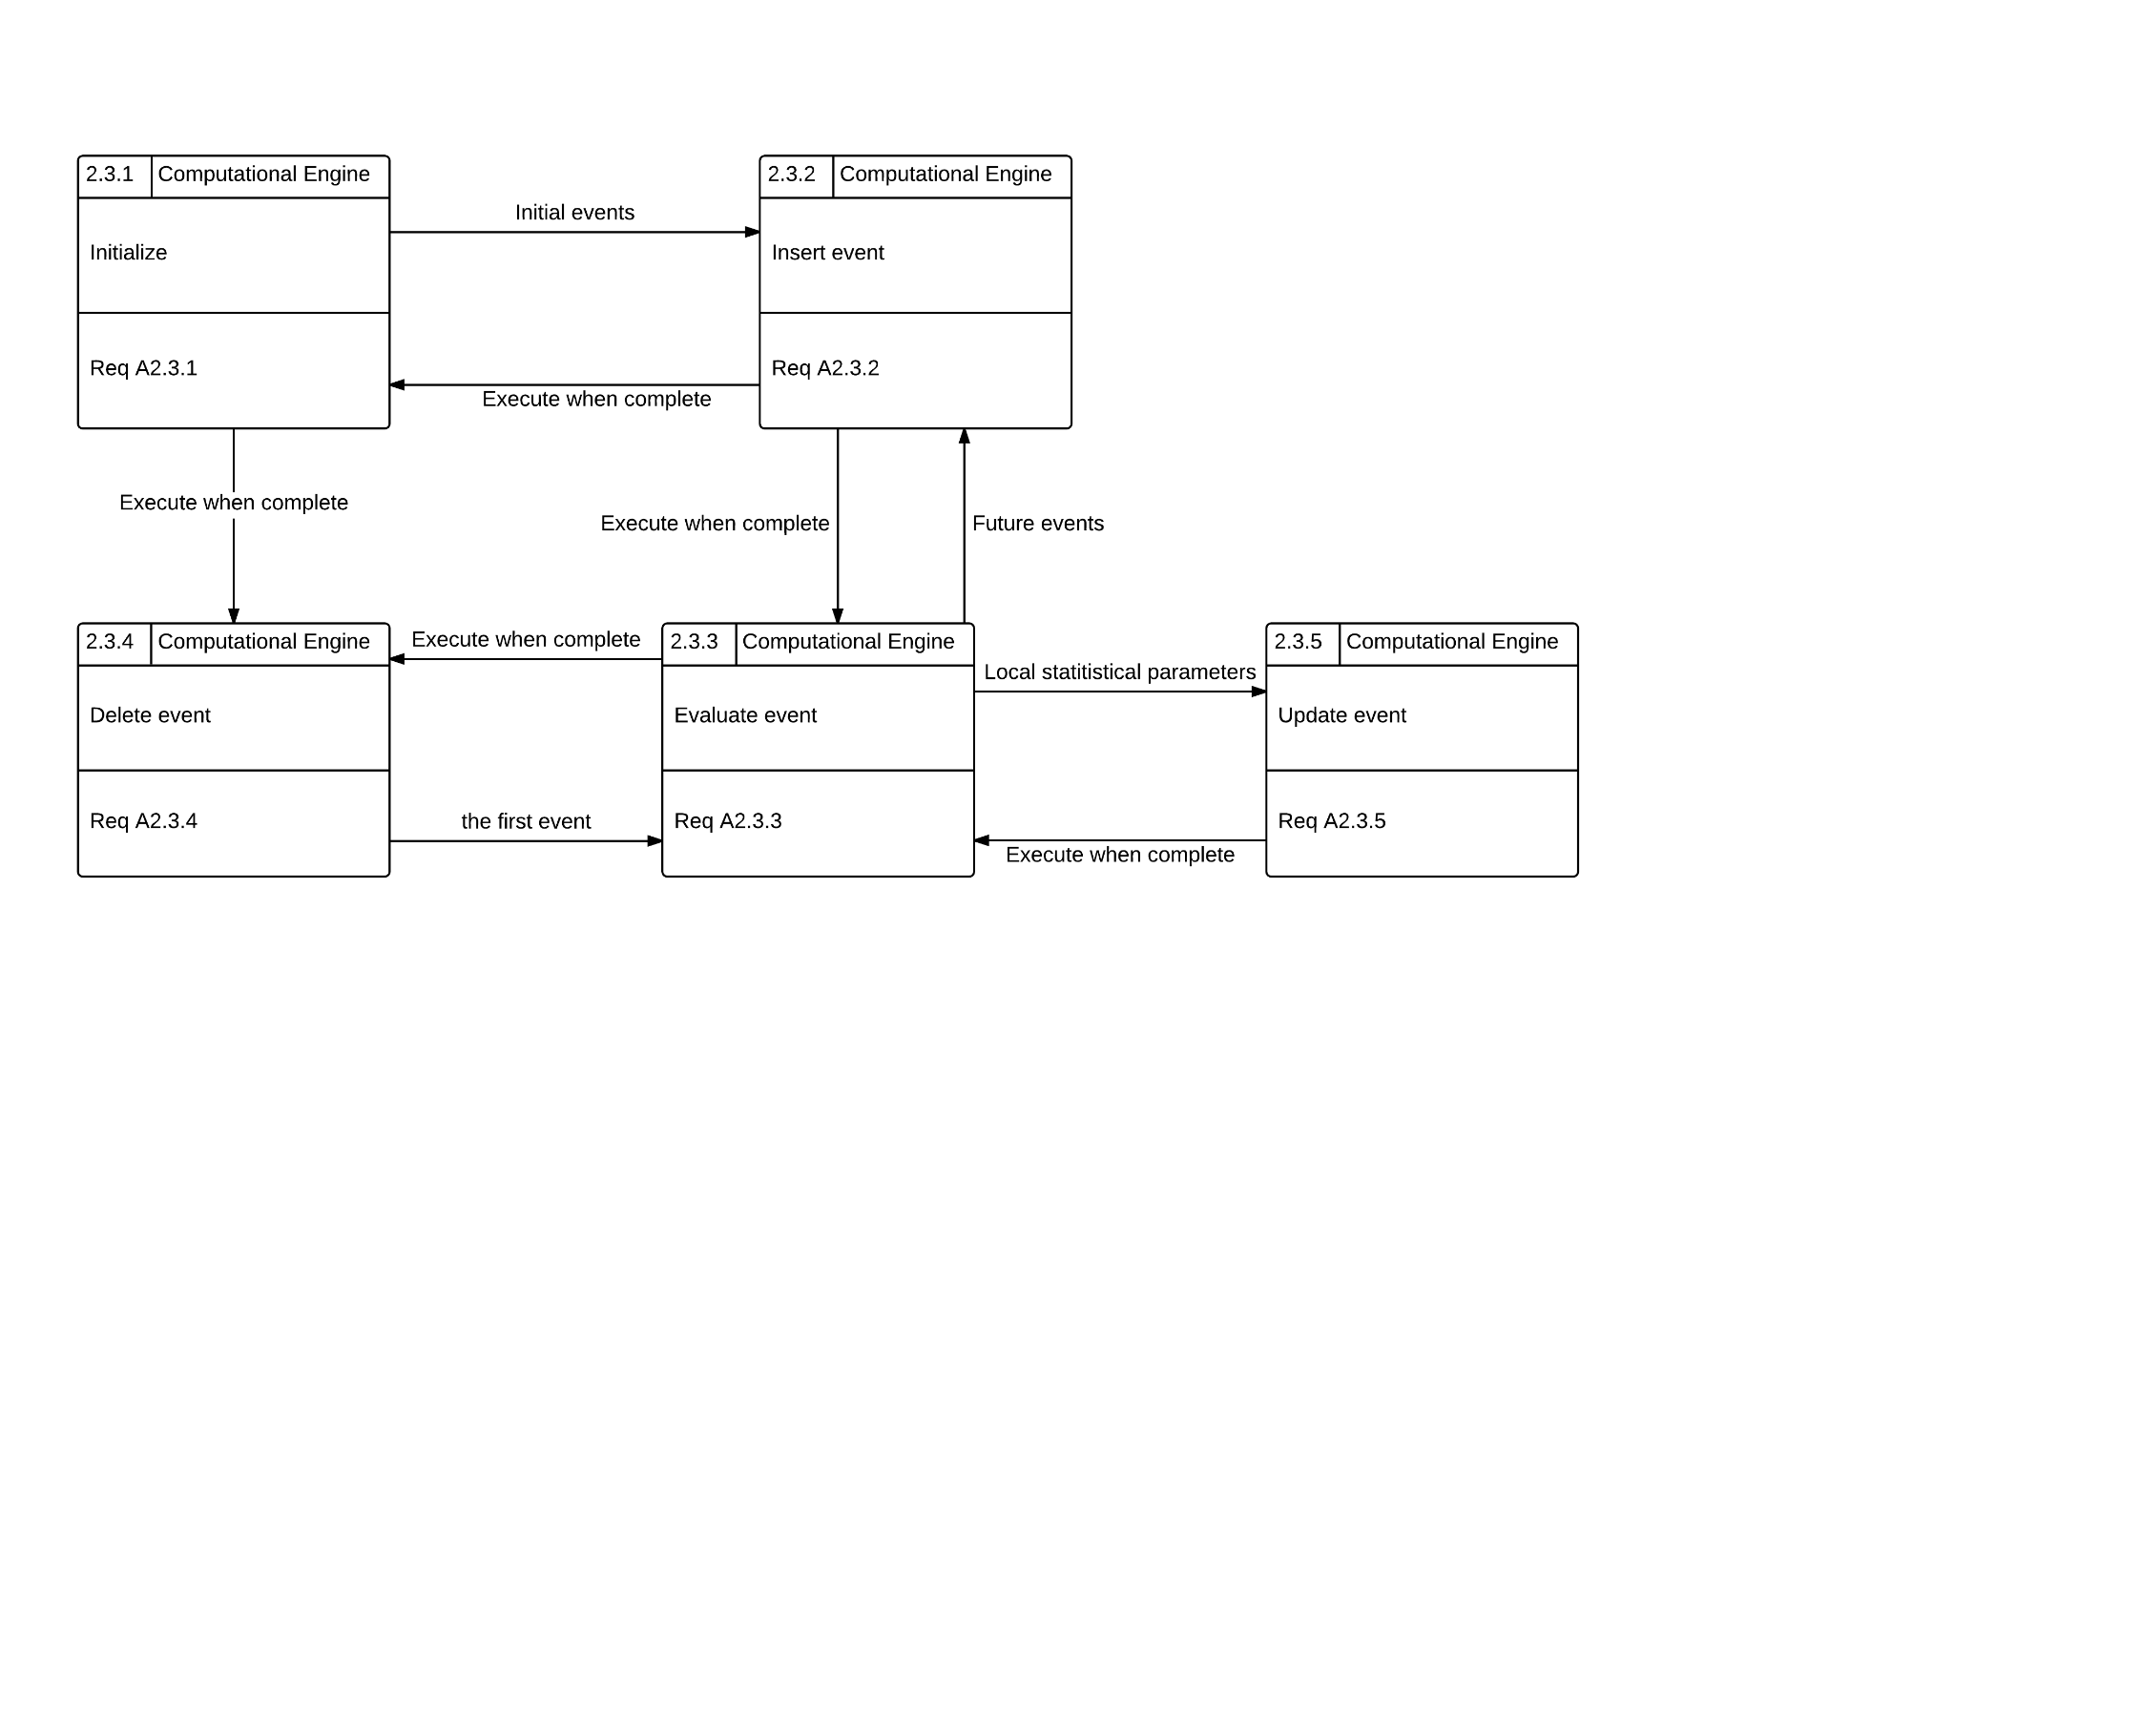 2.3.1 Computational Engine
Initialize
Req A2.3.1
Initial events
Execute when complete
2.3.2 Computational Engine
Insert event
Req A2.3.2
Execute when complete
Execute when complete
Future events
2.3.4 Computational Engine
Delete event
Req A2.3.4
Execute when complete
the first event
2.3.3 Computational Engine
Evaluate event
Req A2.3.3
Local statitistical parameters
Execute when complete
2.3.5 Computational Engine
Update event
Req A2.3.5